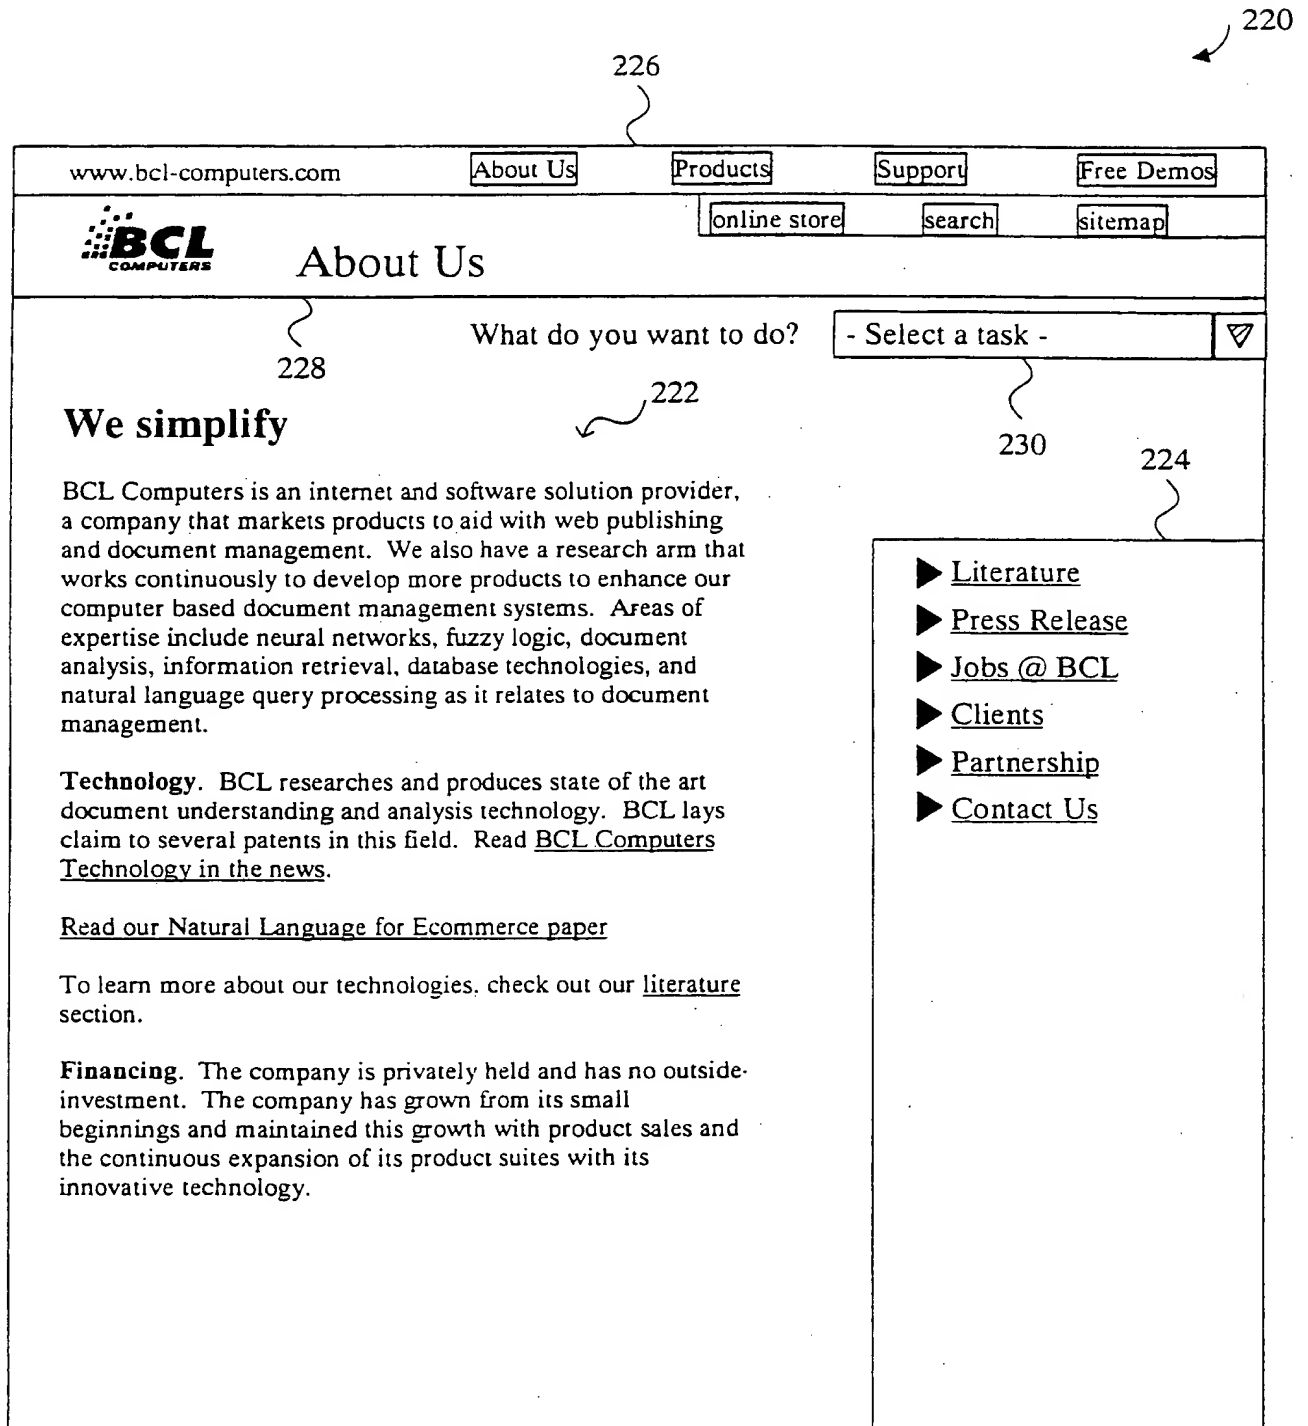 220
226
www.bcl-computers.com About Us Products Support Free Demos
online store search sitemap
BCL
COMPUTERS
About Us
What do you want to do? - Select a task -
228
222
230
224
We simplify
BCL Computers is an internet and software solution provider,
a company that markets products to aid with web publishing
and document management. We also have a research arm that
works continuously to develop more products to enhance our
computer based document management systems. Areas of
expertise include neural networks, fuzzy logic, document
analysis, information retrieval, database technologies, and
natural language query processing as it relates to document
management.
Technology. BCL researches and produces state of the art
document understanding and analysis technology. BCL lays
claim to several patents in this field. Read BCL Computers
Technology in the news.
Read our Natural Language for Ecommerce paper
To learn more about our technologies, check out our literature
section.
Financing. The company is privately held and has no outside
investment. The company has grown from its small
beginnings and maintained this growth with product sales and
the continuous expansion of its product suites with its
innovative technology.
Literature
Press Release
Jobs @ BCL
Clients
Partnership
Contact Us